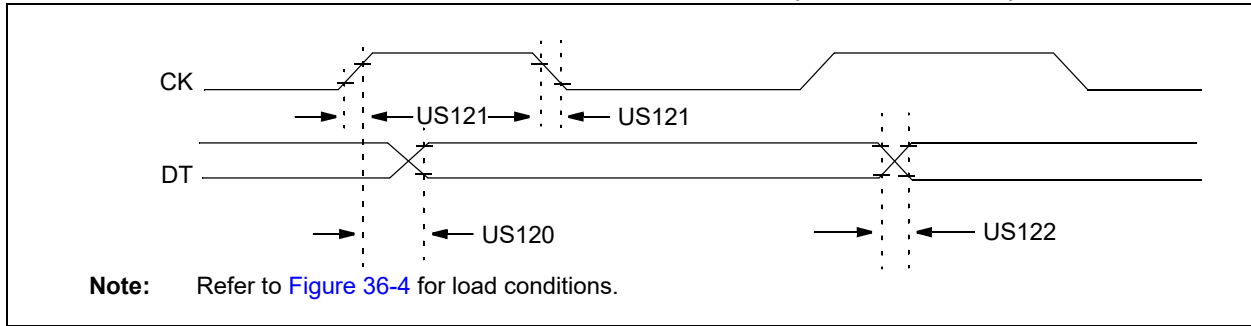 CK
US121
US121
DT
US120
US122
Note: Refer to Figure 36-4 for load conditions.